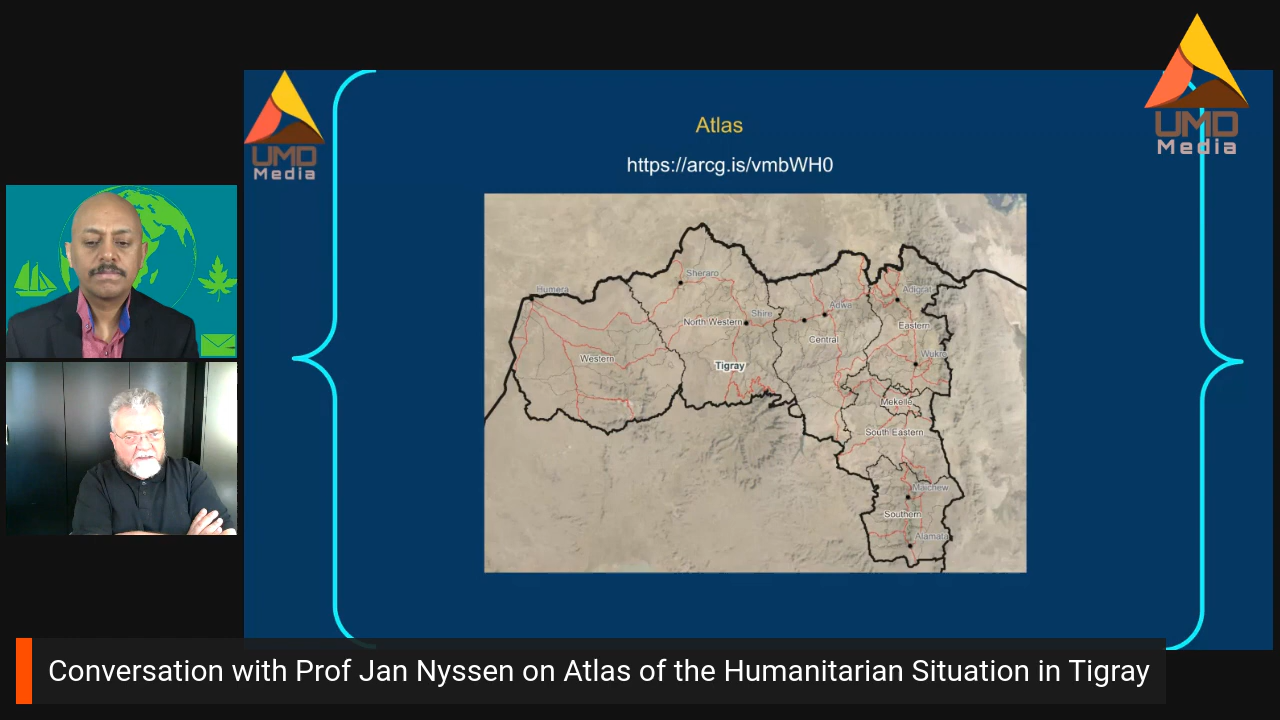 UMD
Media
UMD
Media
Atlas
https://arcg.is/vmbWH0
Sheraro
Humera
Adigrat
Adwa
Shire
North Western
Eastern
Central
Wukro
Western
Tigray
Mekelle
South Eastern
Maichew
Southern
Alamata
Conversation with Prof Jan Nyssen on Atlas of the Humanitarian Situation in Tigray